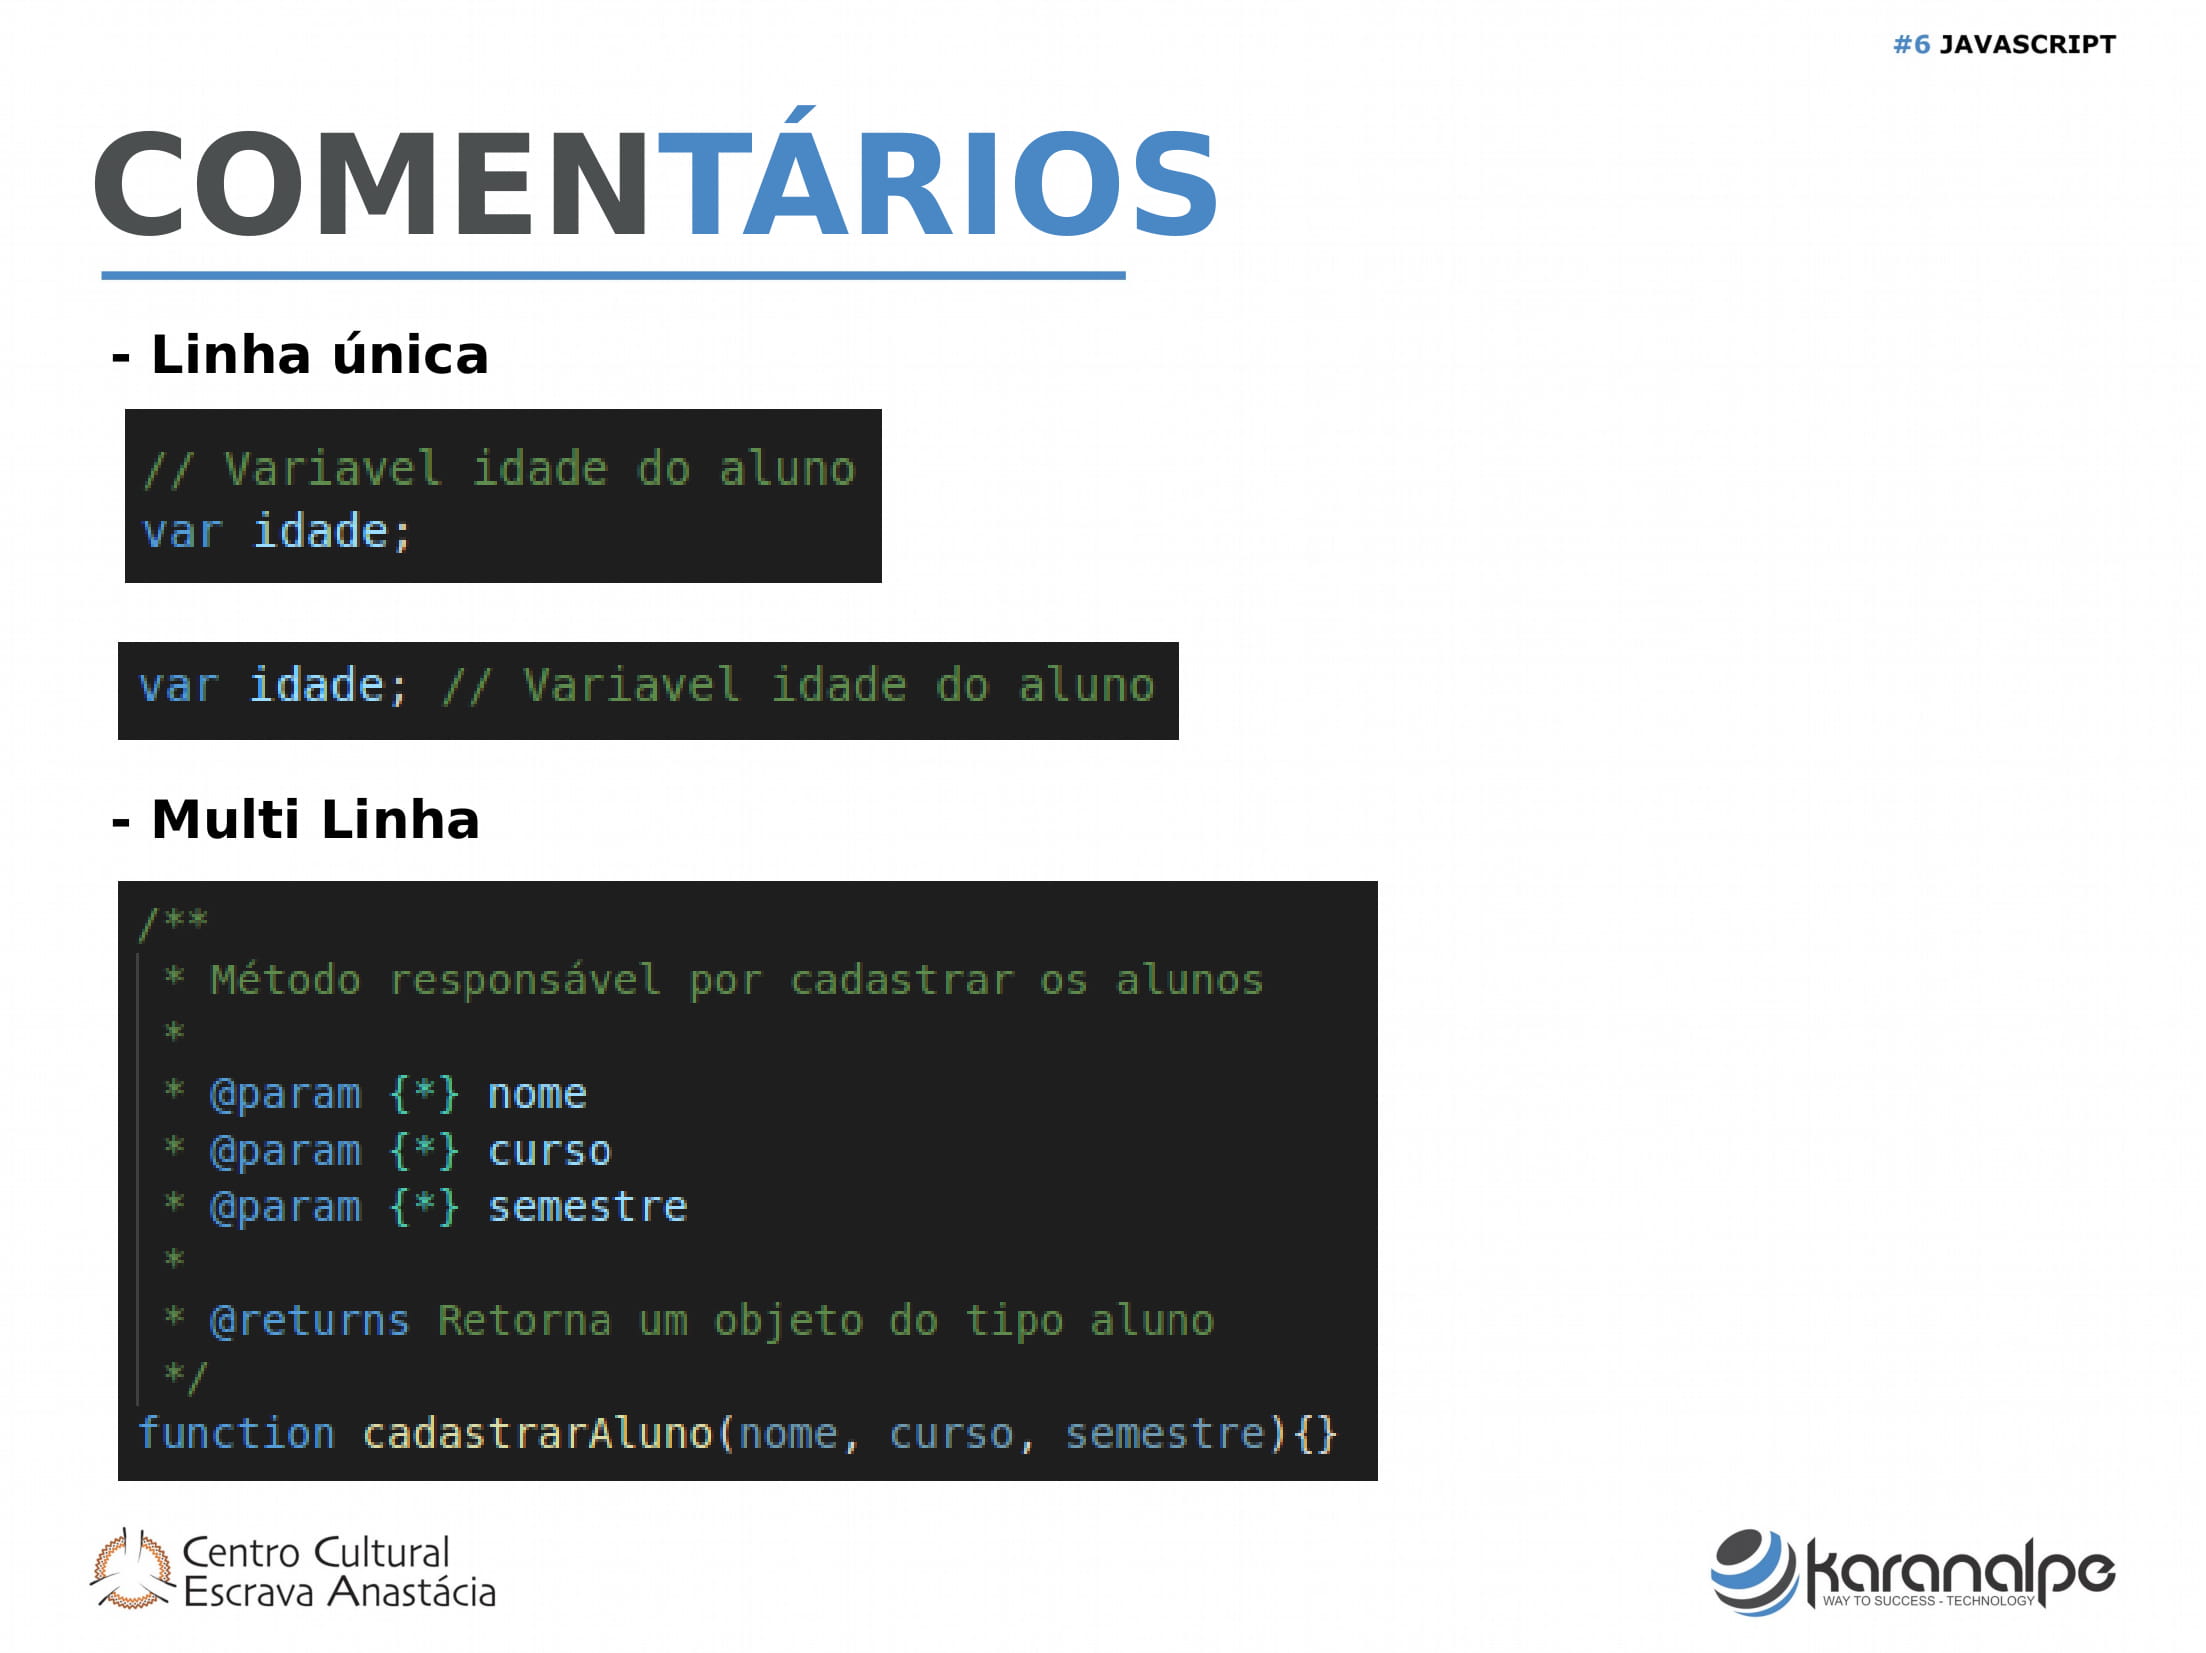 #6 JAVASCRIPT
COMENTÁRIOS
- Linha única
// Variavel idade do aluno
var idade;
var idade; // Variavel idade do aluno
- Multi Linha
/**
* Método responsável por cadastrar os alunos
*
* @param {*} nome
* @param {*} curso
* @param {*} semestre
*
* @returns Retorna um objeto do tipo aluno
*/
function cadastrarAluno(nome, curso, semestre){}
Centro Cultural
Escrava Anastácia
karanalpe
WAY TO SUCCESS - TECHNOLOGY